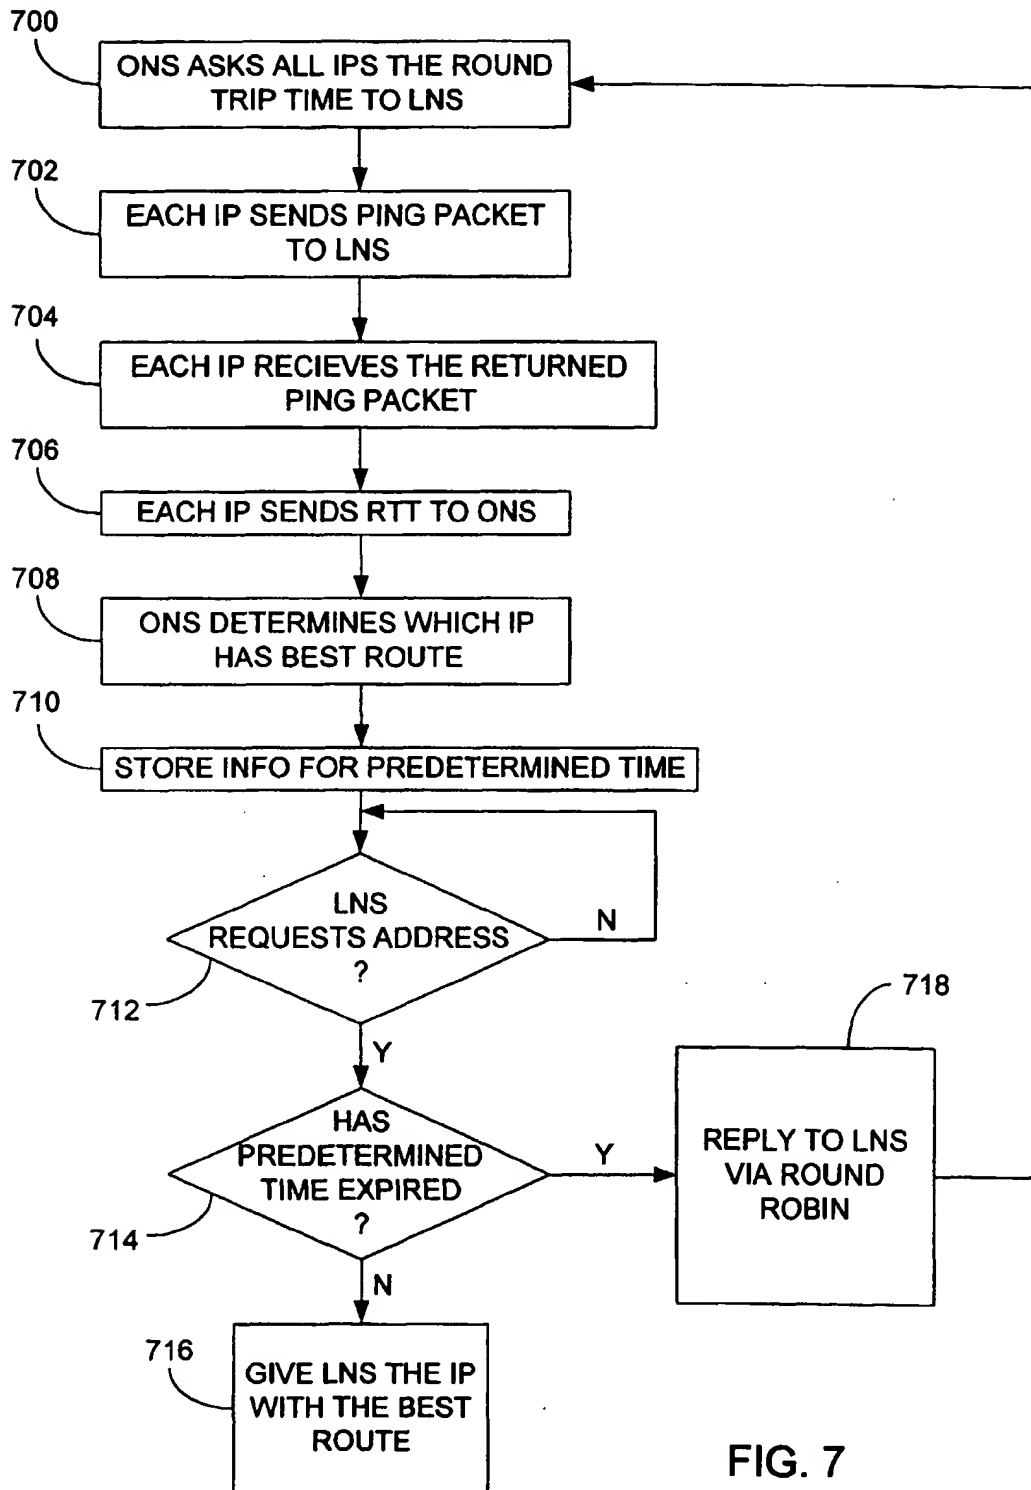 700
ONS ASKS ALL IPS THE ROUND
TRIP TIME TO LNS
702
EACH IP SENDS PING PACKET
TO LNS
704
EACH IP RECIEVES THE RETURNED
PING PACKET
706
EACH IP SENDS RTT TO ONS
708
ONS DETERMINES WHICH IP
HAS BEST ROUTE
710
STORE INFO FOR PREDETERMINED TIME
LNS
REQUESTS ADDRESS
?
N
712
Y
718
HAS
PREDETERMINED
TIME EXPIRED
?
Y
714
N
REPLY TO LNS
VIA ROUND
ROBIN
716
GIVE LNS THE IP
WITH THE BEST
ROUTE
FIG. 7